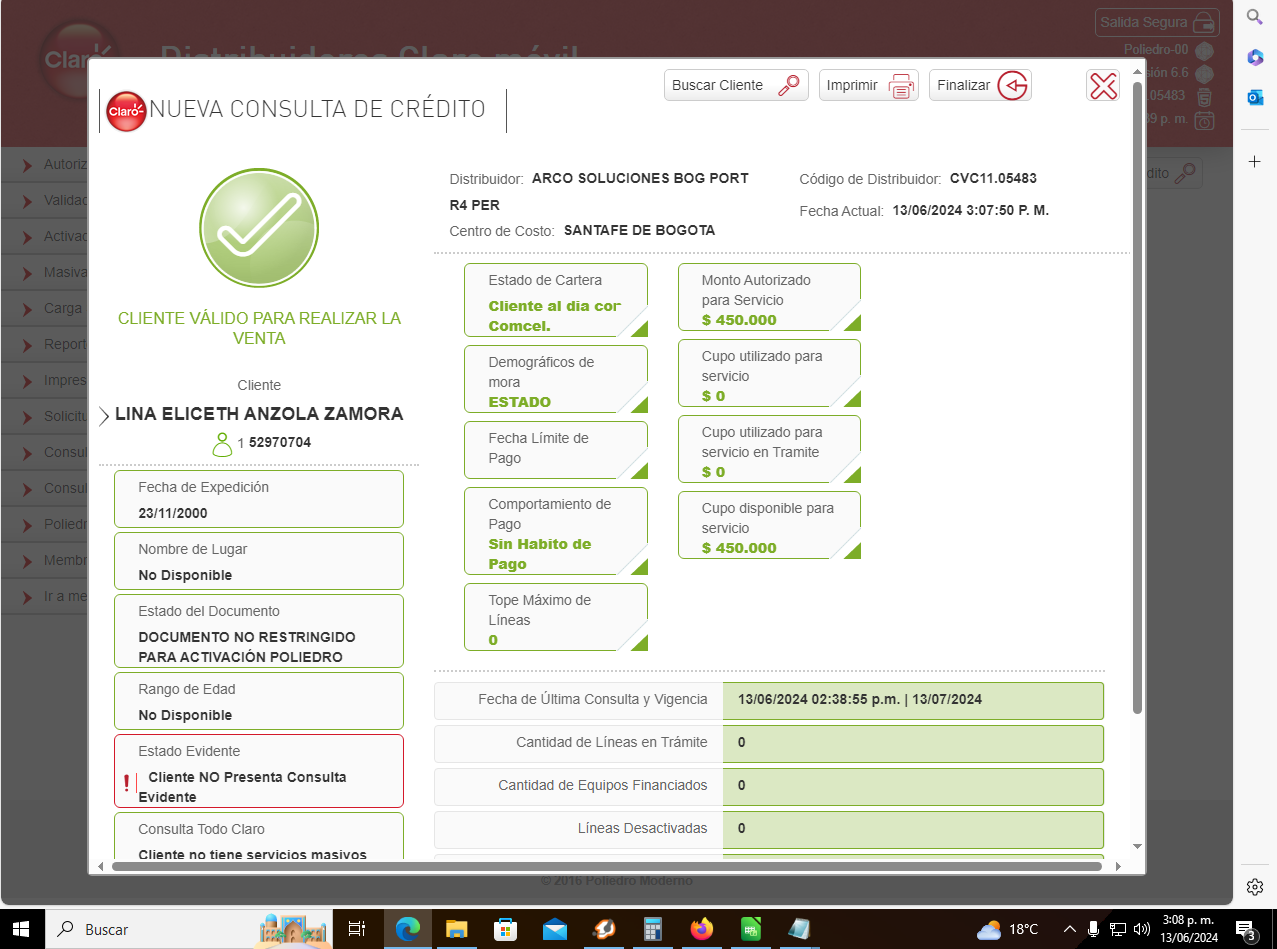 Salida Segura
Claro
Distribuidores Claro móvil
Poliedro-00
sión 6.6
.05483
39 p. m.
Buscar Cliente
Imprimir
Finalizar
Claro
NUEVA CONSULTA DE CRÉDITO
Autoriz
Validac
Activac
Masiva
Carga
Report
Impres
Solicitu
Consul
Consul
Poliedr
Membr
Ir a me
dito
CLIENTE VÁLIDO PARA REALIZAR LA
VENTA
Cliente
LINA ELICETH ANZOLA ZAMORA
1 52970704
Fecha de Expedición
23/11/2000
Nombre de Lugar
No Disponible
Estado del Documento
DOCUMENTO NO RESTRINGIDO
PARA ACTIVACIÓN POLIEDRO
Rango de Edad
No Disponible
Estado Evidente
! Cliente NO Presenta Consulta
Evidente
Consulta Todo Claro
Cliente no tiene servicios masivos
Distribuidor: ARCO SOLUCIONES BOG PORT
R4 PER
Centro de Costo: SANTAFE DE BOGOTA
Código de Distribuidor: CVC11.05483
Fecha Actual: 13/06/2024 3:07:50 P. M.
Estado de Cartera
Cliente al dia cor
Comcel.
Demográficos de
mora
ESTADO
Fecha Límite de
Pago
Comportamiento de
Pago
Sin Habito de
Pago
Tope Máximo de
Líneas
0
Monto Autorizado
para Servicio
$ 450.000
Cupo utilizado para
servicio
$ 0
Cupo utilizado para
servicio en Tramite
$ 0
Cupo disponible para
servicio
$ 450.000
Fecha de Última Consulta y Vigencia 13/06/2024 02:38:55 p.m. | 13/07/2024
Cantidad de Líneas en Trámite 0
Cantidad de Equipos Financiados 0
Líneas Desactivadas 0
© 2016 Poliedro Moderno
Buscar
18°C
3:08 p. m.
13/06/2024
3